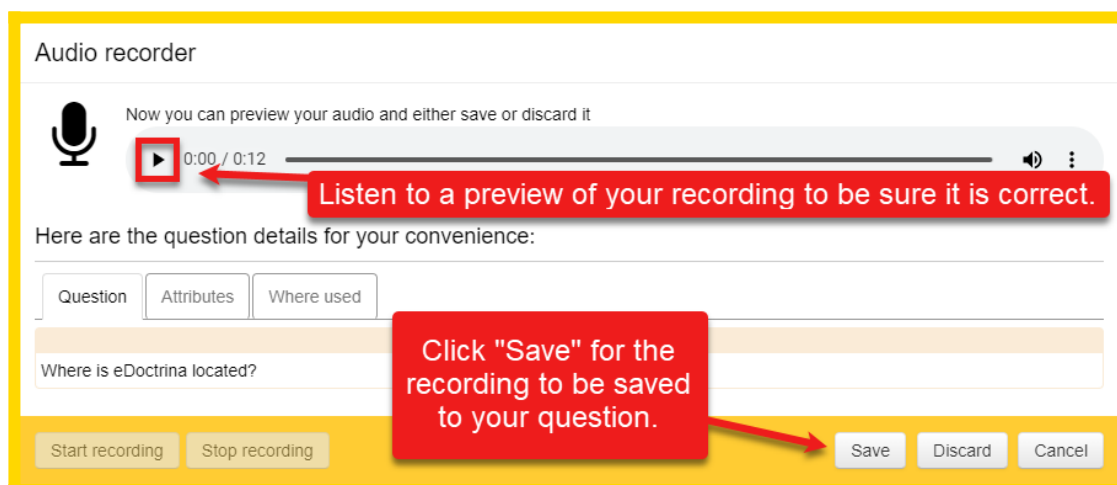 Audio recorder
Now you can preview your audio and either save or discard it
0:00 / 0:12
Listen to a preview of your recording to be sure it is correct.
Here are the question details for your convenience:
Question Attributes Where used
Where is eDoctrina located?
Click "Save" for the
recording to be saved
to your question.
Start recording Stop recording Save Discard Cancel